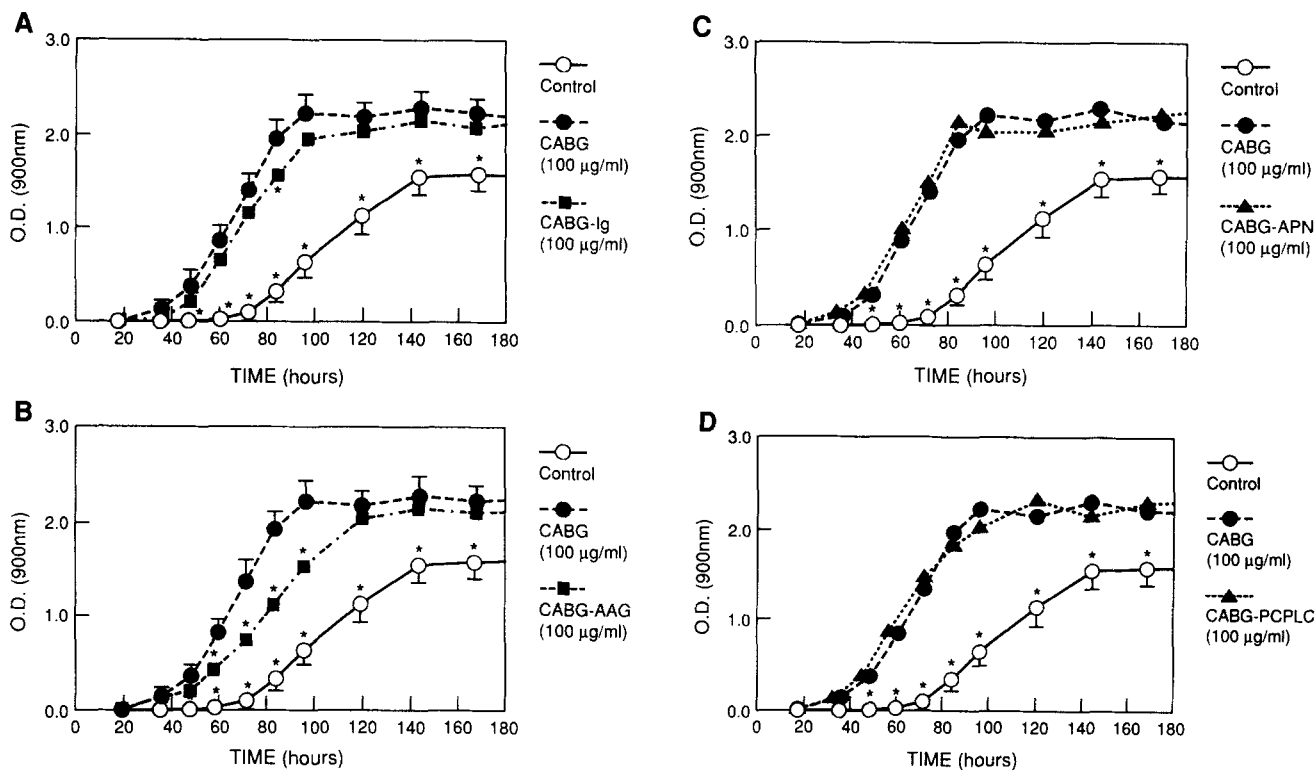 A
3.0
2.0
1.0
0.0
O.D. (900nm)
0 20 40 60 80 100 120 140 160 180
TIME (hours)
Control
CABG
(100 µg/ml)
CABG-Ig
(100 µg/ml)
* * * * * * * * *
B
3.0
2.0
1.0
0.0
O.D. (900nm)
0 20 40 60 80 100 120 140 160 180
TIME (hours)
Control
CABG
(100 µg/ml)
CABG-AAG
(100 µg/ml)
* * * * * * * * * * *
C
3.0
2.0
1.0
0.0
O.D. (900nm)
0 20 40 60 80 100 120 140 160 180
TIME (hours)
Control
CABG
(100 µg/ml)
CABG-APN
(100 µg/ml)
* * * * * * * *
D
3.0
2.0
1.0
0.0
O.D. (900nm)
0 20 40 60 80 100 120 140 160 180
TIME (hours)
Control
CABG
(100 µg/ml)
CABG-PCPLC
(100 µg/ml)
* * * * * * * *